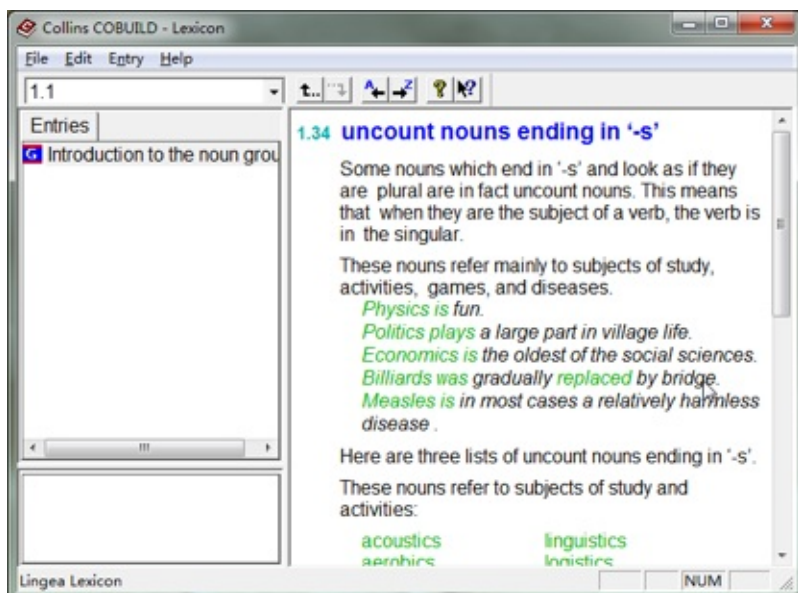 Collins COBUILD - Lexicon
File Edit Entry Help
1.1
Entries
G Introduction to the noun grou
1.34 uncount nouns ending in ‘-s’
Some nouns which end in ‘-s’ and look as if they
are plural are in fact uncount nouns. This means
that when they are the subject of a verb, the verb is
in the singular.
These nouns refer mainly to subjects of study,
activities, games, and diseases.
Physics is fun.
Politics plays a large part in village life.
Economics is the oldest of the social sciences.
Billiards was gradually replaced by bridge.
Measles is in most cases a relatively harmless
disease .
Here are three lists of uncount nouns ending in ‘-s’.
These nouns refer to subjects of study and
activities:
acoustics linguistics
aerobics logistics
Lingea Lexicon NUM